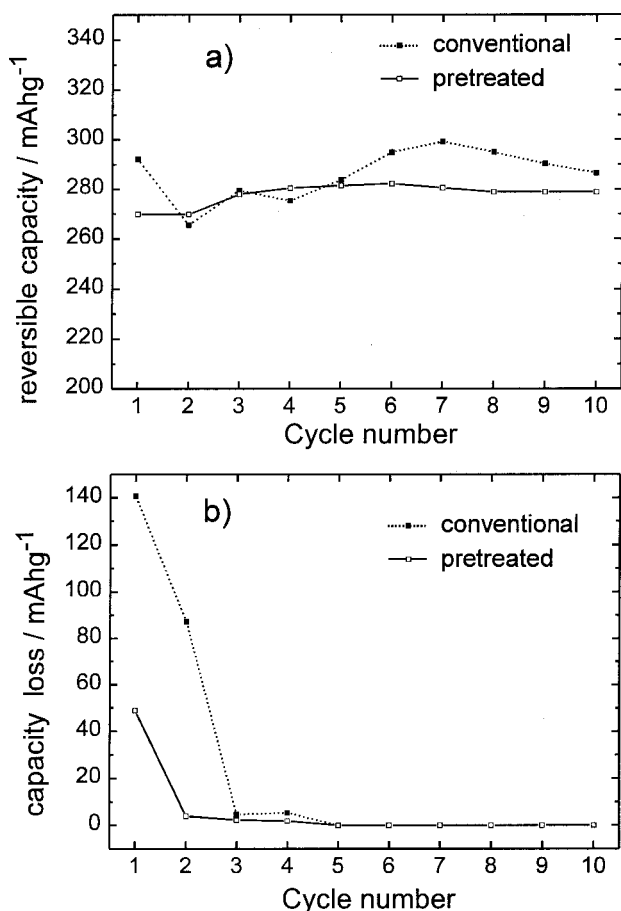 340
320
300
280
260
240
220
200
reversible capacity / mAhg-1
a)
conventional
pretreated
1 2 3 4 5 6 7 8 9 10
Cycle number
140
120
100
80
60
40
20
0
capacity loss / mAhg-1
b)
conventional
pretreated
1 2 3 4 5 6 7 8 9 10
Cycle number